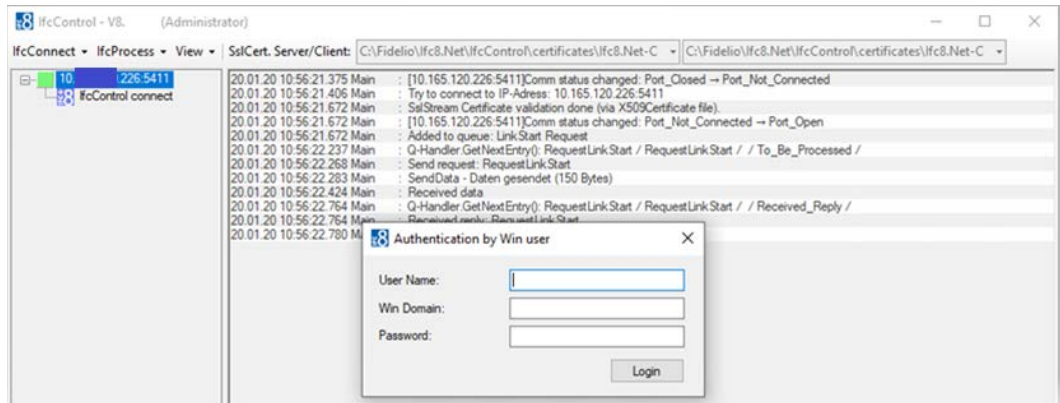 IfcControl - V8. (Administrator)
IfcConnect IfcProcess View SslCert. Server/Client: C:\Fidelio\Ifc8.Net\IfcControl\certificates\Ifc8.Net-C C:\Fidelio\Ifc8.Net\IfcControl\certificates\Ifc8.Net-C
10. .226:5411
IfcControl connect
20.01.20 10:56:21.375 Main : [10.165.120.226:5411]Comm status changed: Port_Closed → Port_Not_Connected
20.01.20 10:56:21.406 Main : Try to connect to IP-Adress: 10.165.120.226:5411
20.01.20 10:56:21.672 Main : SslStream Certificate validation done (via X509Certificate file).
20.01.20 10:56:21.672 Main : [10.165.120.226:5411]Comm status changed: Port_Not_Connected → Port_Open
20.01.20 10:56:21.672 Main : Added to queue: LinkStart Request
20.01.20 10:56:22.237 Main : Q-Handler.GetNextEntry(): RequestLinkStart / RequestLinkStart / / To_Be_Processed /
20.01.20 10:56:22.268 Main : Send request: RequestLinkStart
20.01.20 10:56:22.283 Main : SendData - Daten gesendet (150 Bytes)
20.01.20 10:56:22.424 Main : Received data
20.01.20 10:56:22.764 Main : Q-Handler.GetNextEntry(): RequestLinkStart / RequestLinkStart / / Received_Reply /
20.01.20 10:56:22.764 Main : Received reply: RequestLinkStart
20.01.20 10:56:22.780
Authentication by Win user
User Name:
Win Domain:
Password:
Login